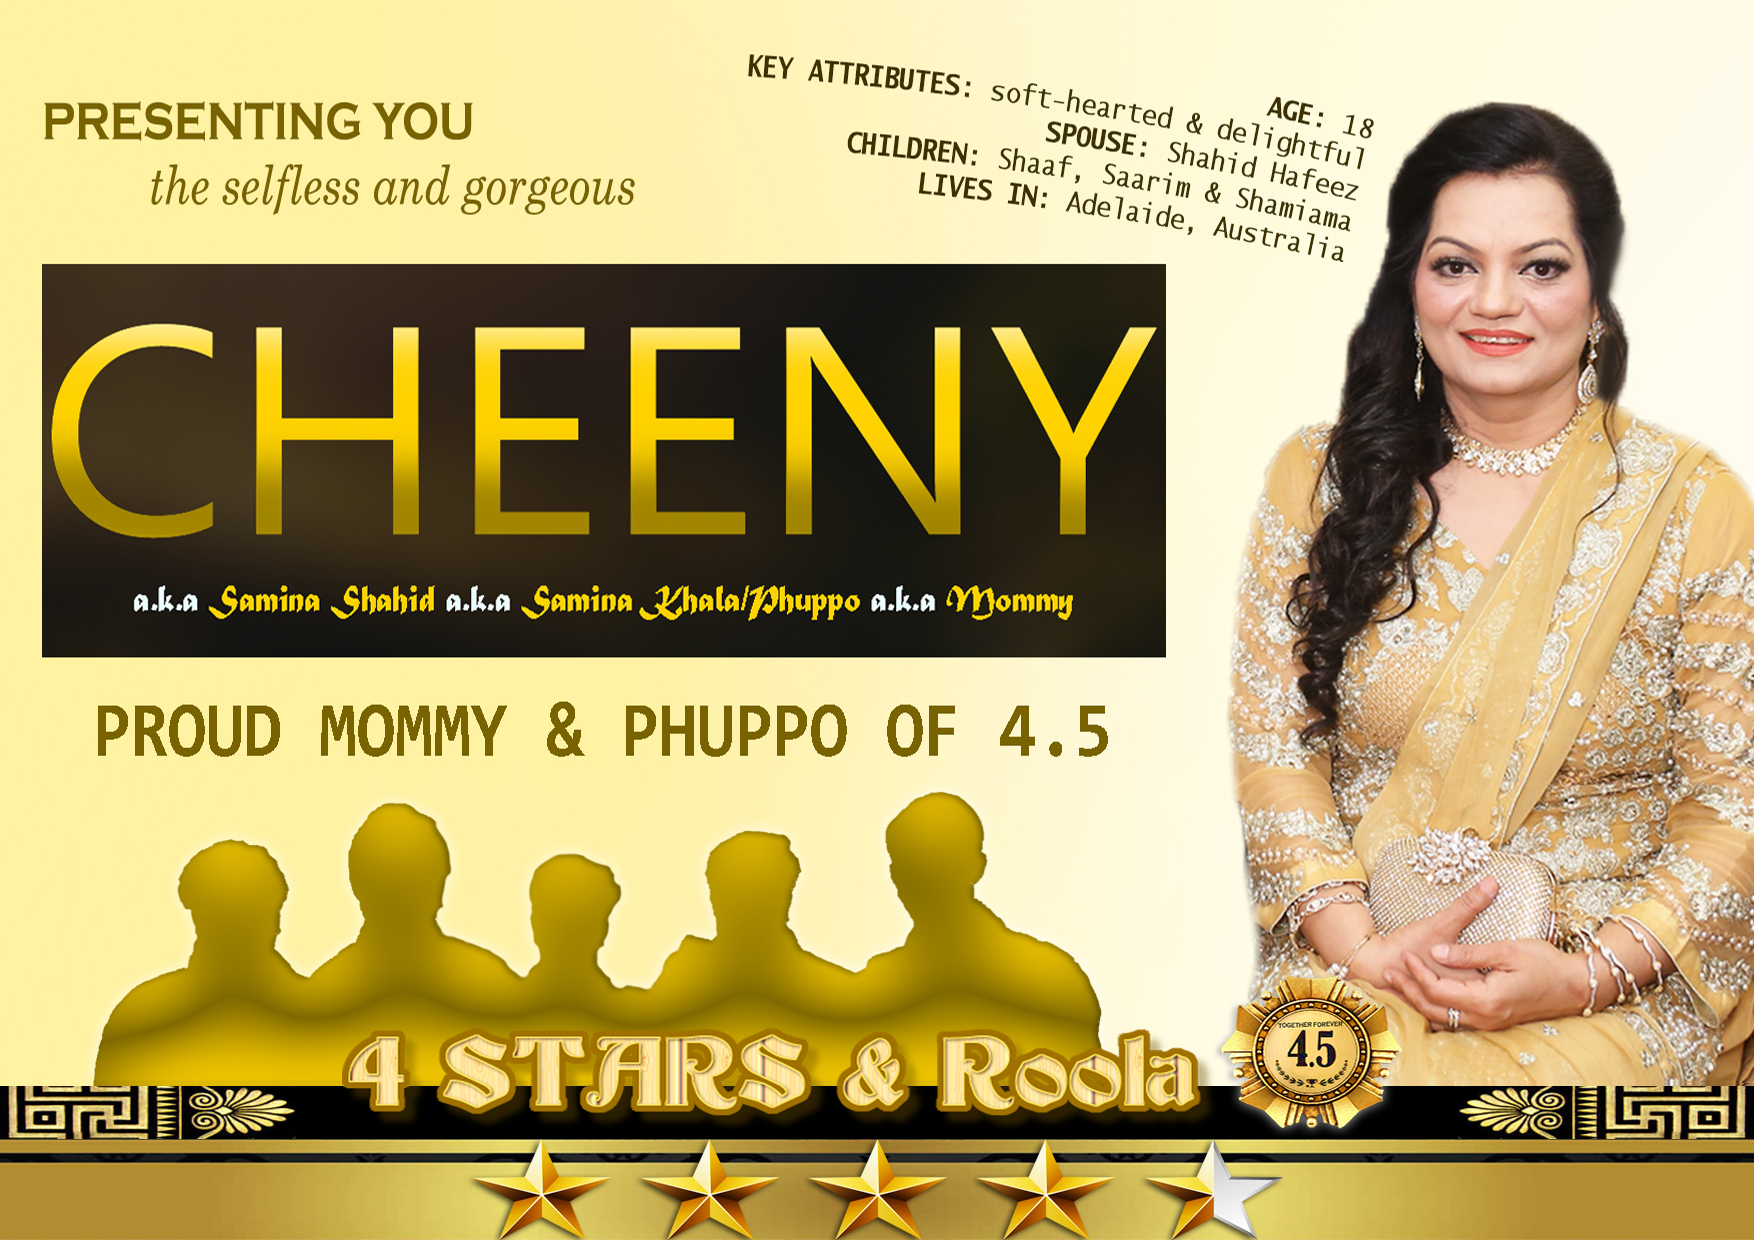 PRESENTING YOU
the selfless and gorgeous
AGE: 18
KEY ATTRIBUTES: soft-hearted & delightful
SPOUSE: Shahid Hafeez
CHILDREN: Shaaf, Saarim & Shamiama
LIVES IN: Adelaide, Australia
CHEENY
a.k.a Samina Shahid a.k.a Samina Khala/Phuppo a.k.a Mommy
PROUD MOMMY & PHUPPO OF 4.5
4 STARS & Roola
TOGETHER FOREVER
4.5